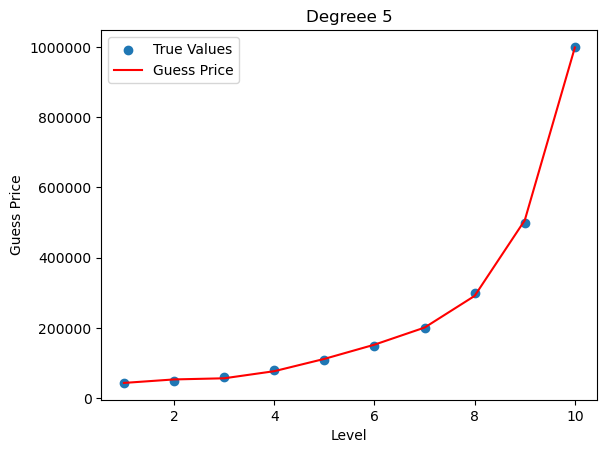 Degreee 5
True Values
Guess Price
1000000
800000
600000
400000
200000
0
Guess Price
2
4
6
8
10
Level